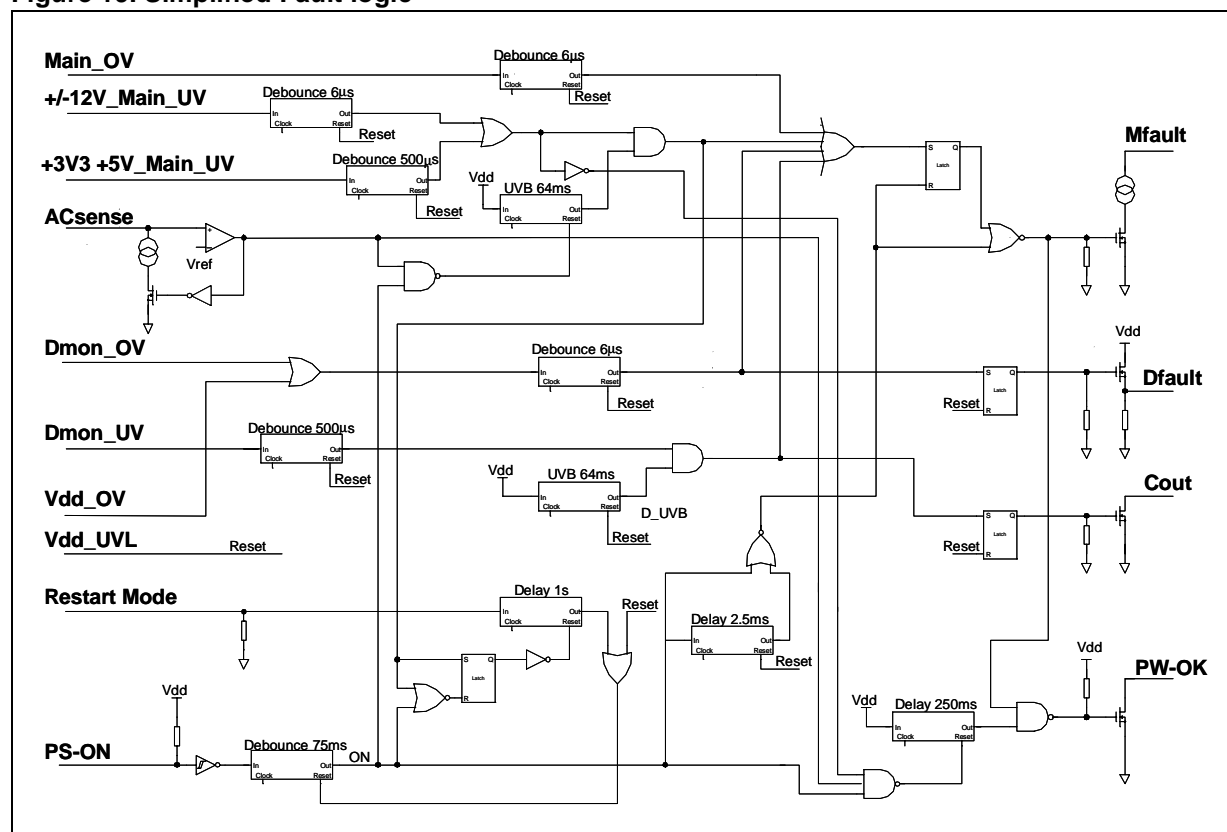 Figure 15. Simplified Fault logic
Main_OV
Debounce 6µs
In Out
Clock Reset
Reset
+/-12V_Main_UV
Debounce 6µs
In Out
Clock Reset
Reset
+3V3 +5V_Main_UV
Debounce 500µs
In Out
Clock Reset
Reset
Vdd
UVB 64ms
In Out
Clock Reset
S Q
Latch
R
Mfault
ACsense
+
Vref
Dmon_OV
Debounce 6µs
In Out
Clock Reset
Reset
S Q
Latch
Reset R
Vdd
Dfault
Dmon_UV
Debounce 500µs
In Out
Clock Reset
Reset
Vdd
UVB 64ms
In Out
Clock Reset
D_UVB
Reset
Vdd_OV
S Q
Latch
Reset R
Cout
Vdd_UVL
Reset
Restart Mode
Delay 1s
In Out
Clock Reset
Reset
Delay 2.5ms
In Out
Clock Reset
Reset
S Q
Latch
R
Vdd
PW-OK
Vdd
Delay 250ms
In Out
Clock Reset
Vdd
PS-ON
Debounce 75ms
In Out
Clock Reset
ON